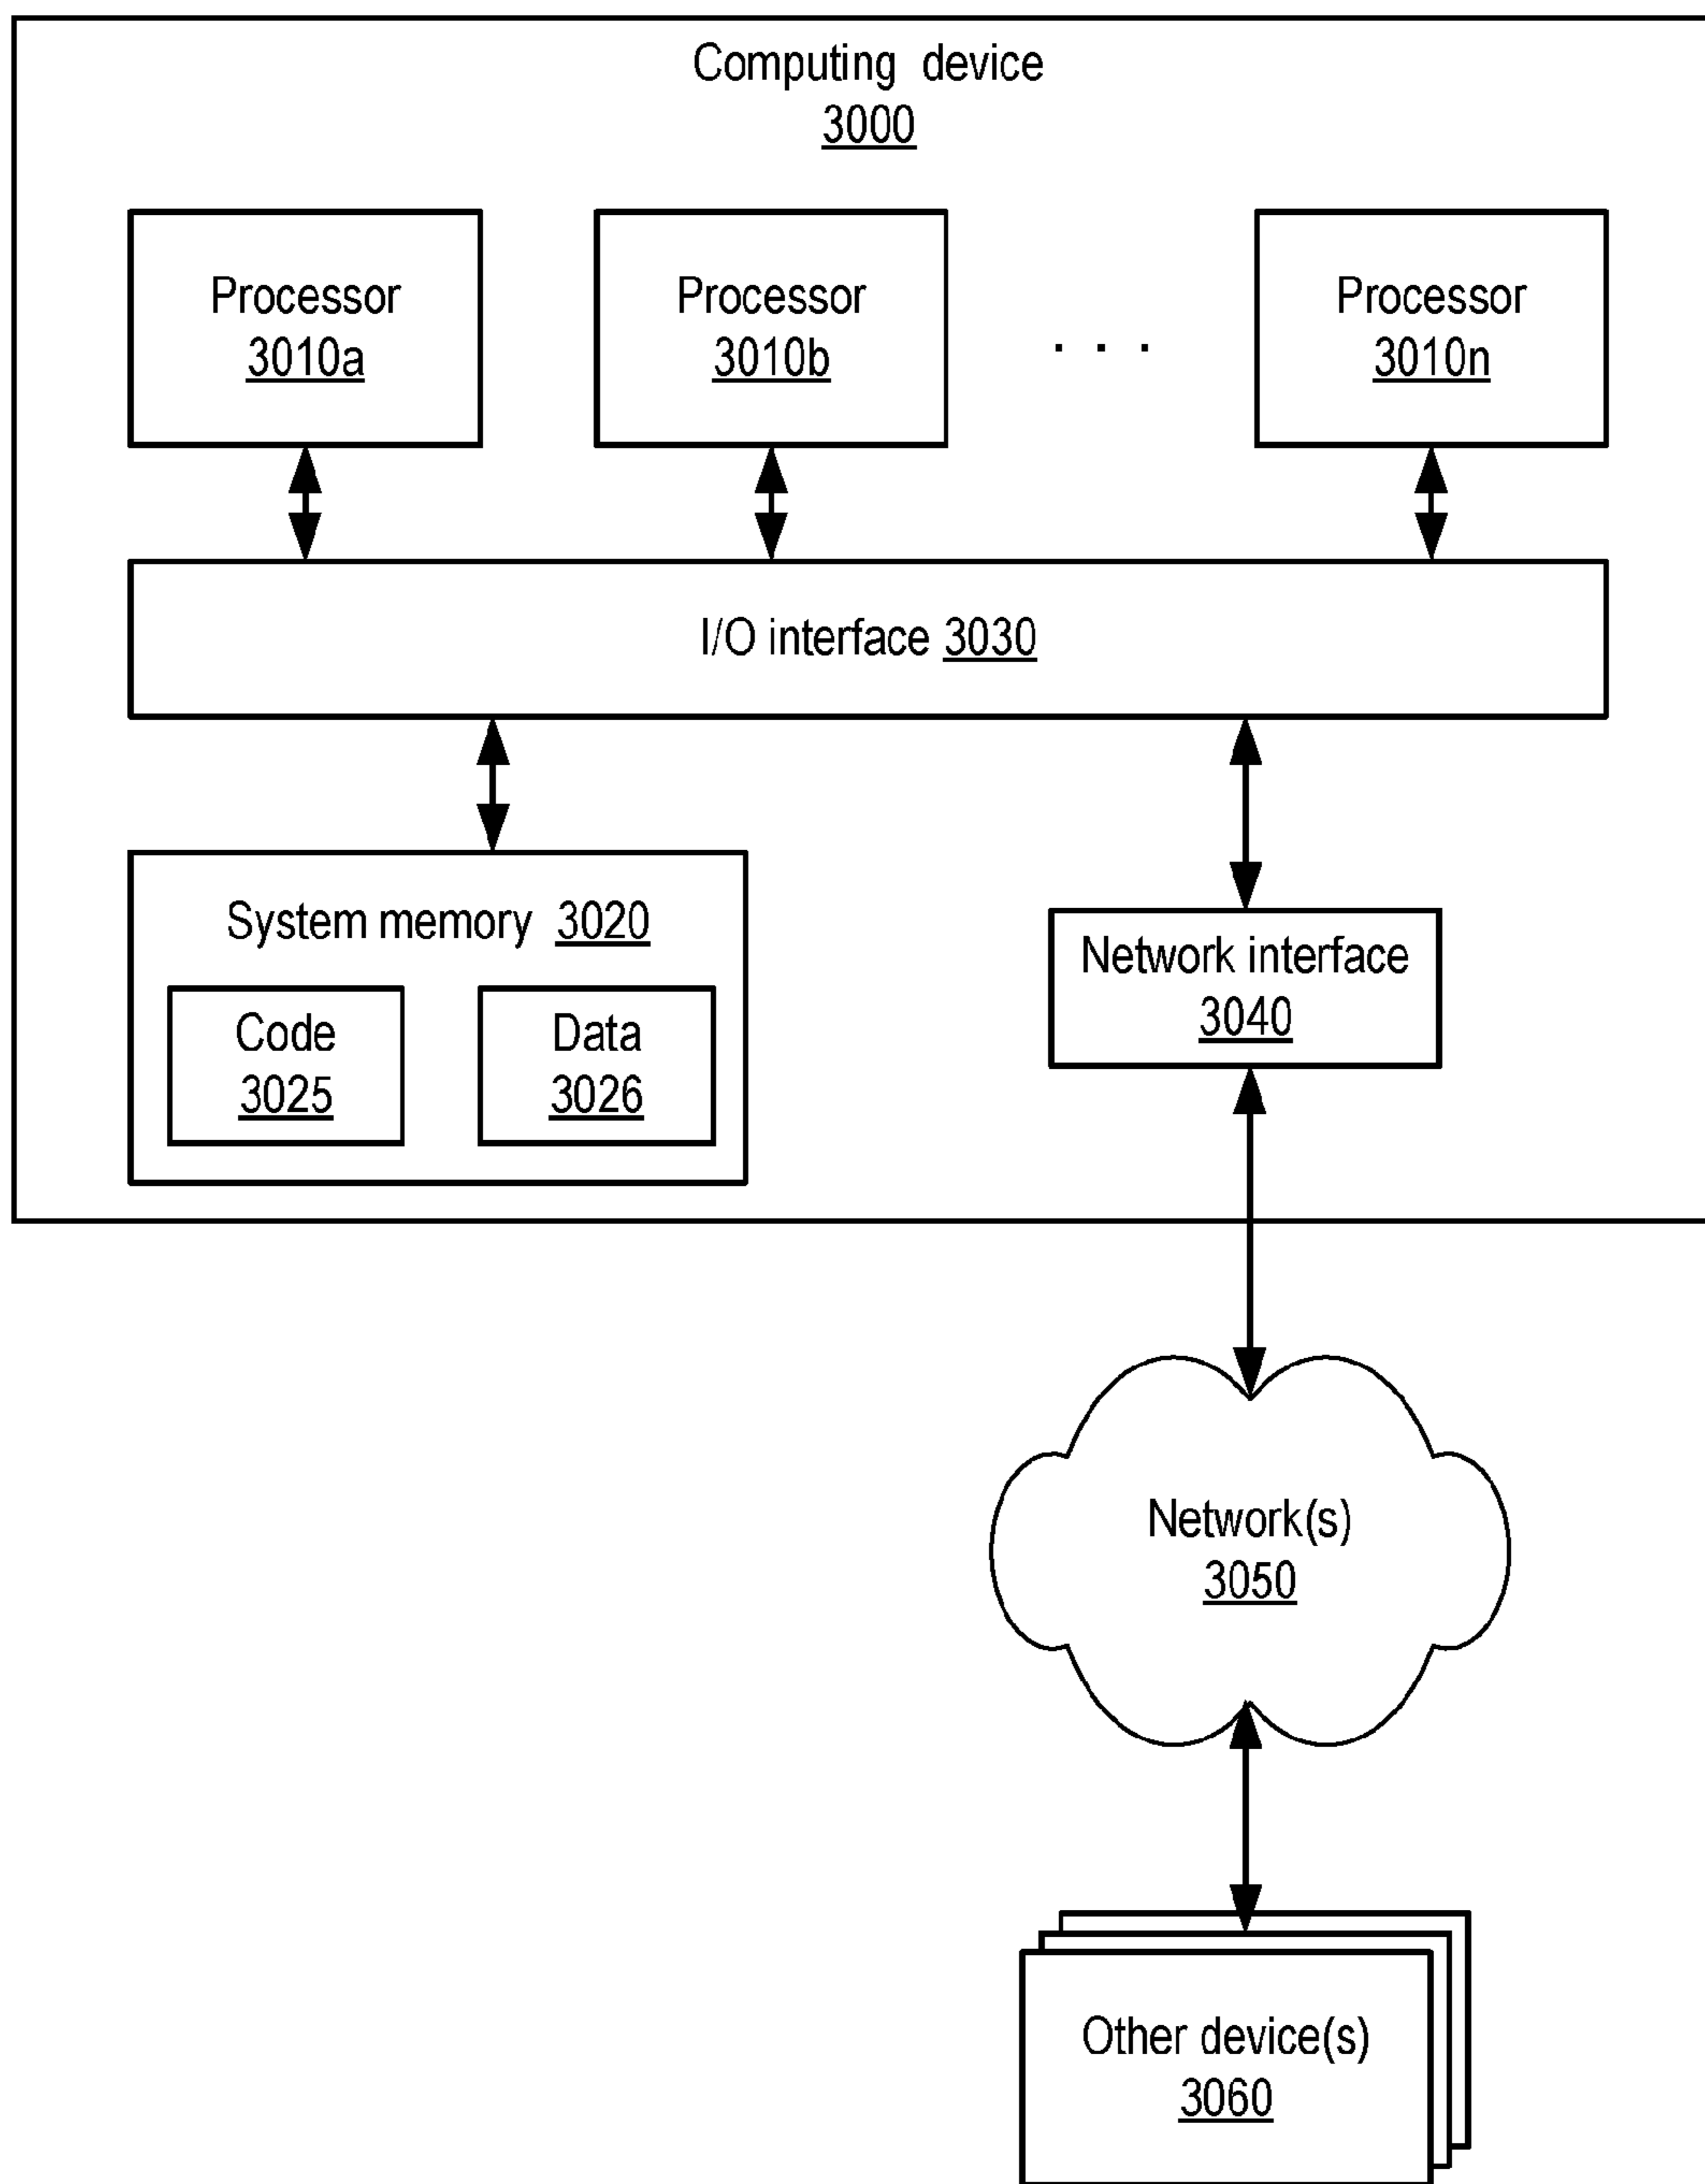 Computing device
3000
Processor
3010a
Processor
3010b
. . .
Processor
3010n
I/O interface 3030
System memory 3020
Code
3025
Data
3026
Network interface
3040
Network(s)
3050
Other device(s)
3060